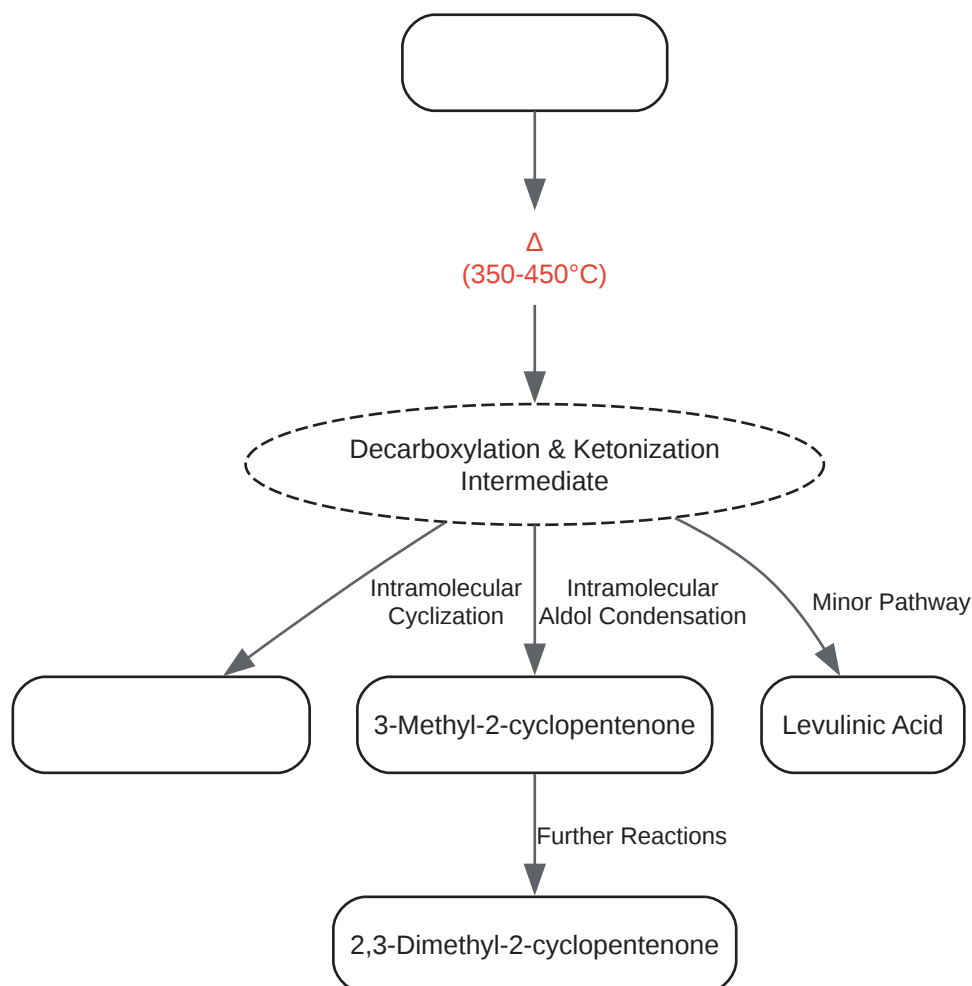 Δ
(350-450°C)
Decarboxylation & Ketonization
Intermediate
Intramolecular
Cyclization
Intramolecular
Aldol Condensation
Minor Pathway
3-Methyl-2-cyclopentenone
Levulinic Acid
Further Reactions
2,3-Dimethyl-2-cyclopentenone